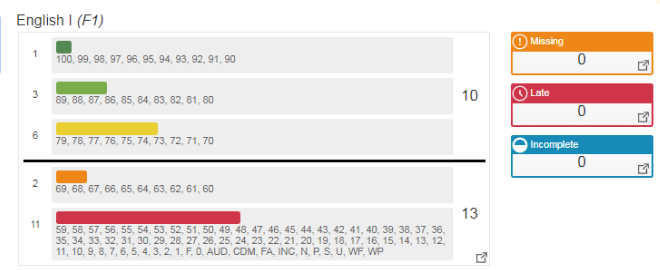 English I (F1)
1
100, 99, 98, 97, 96, 95, 94, 93, 92, 91, 90
3
89, 88, 87, 86, 85, 84, 83, 82, 81, 80
10
6
79, 78, 77, 76, 75, 74, 73, 72, 71, 70
2
69, 68, 67, 66, 65, 64, 63, 62, 61, 60
11
59, 58, 57, 56, 55, 54, 53, 52, 51, 50, 49, 48, 47, 46, 45, 44, 43, 42, 41, 40, 39, 38, 37, 36,
35, 34, 33, 32, 31, 30, 29, 28, 27, 26, 25, 24, 23, 22, 21, 20, 19, 18, 17, 16, 15, 14, 13, 12,
11, 10, 9, 8, 7, 6, 5, 4, 3, 2, 1, F, 0, AUD, CDM, FA, INC, N, P, S, U, WF, WP
13
Missing
0
Late
0
Incomplete
0